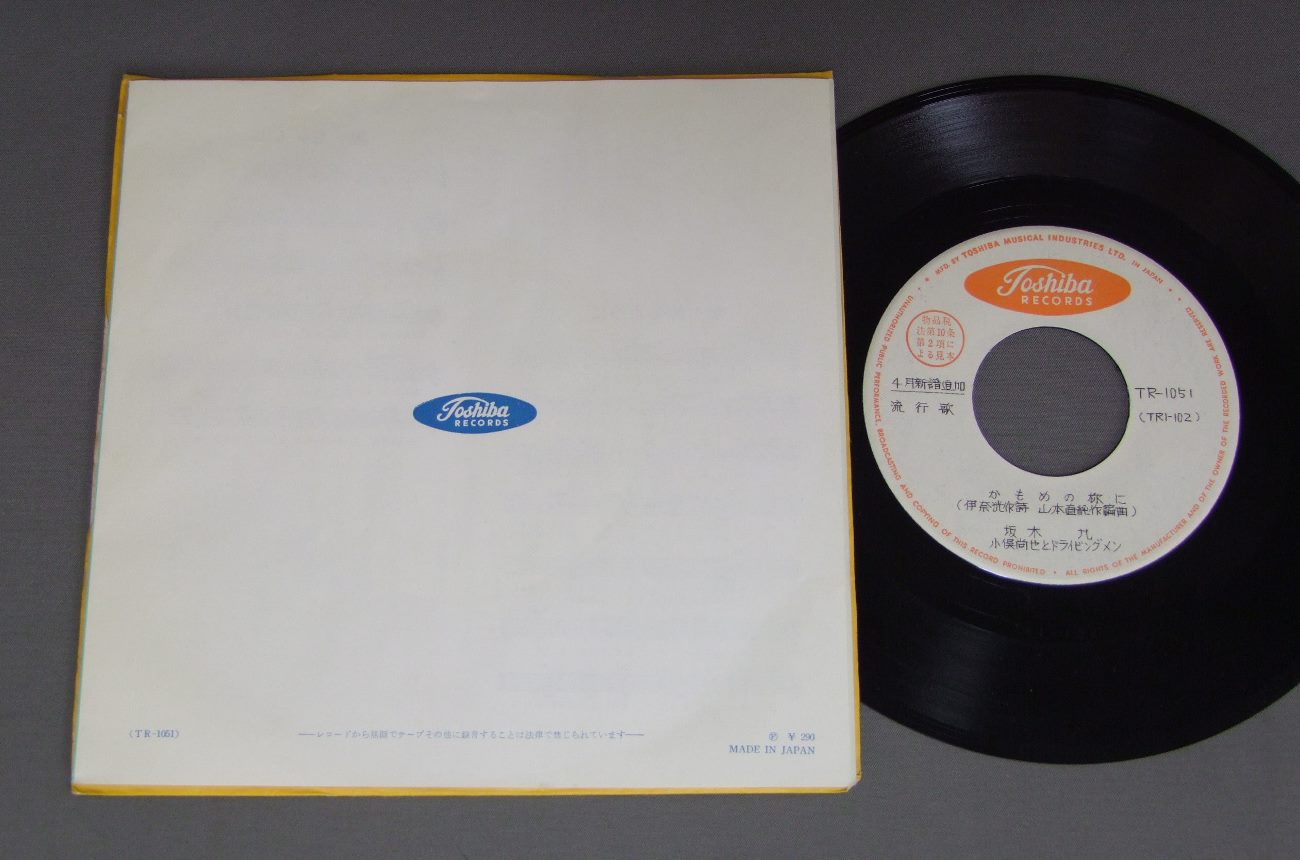 Toshiba
RECORDS
(TR-1051)
──レコードから無断でテープその他に録音することは法律で禁じられています──
Ⓟ ¥ 290
MADE IN JAPAN
★ MFD. BY TOSHIBA MUSICAL INDUSTRIES LTD. IN JAPAN ★
UNAUTHORIZED PUBLIC PERFORMANCE, BROADCASTING AND COPYING OF THIS RECORD PROHIBITED • ALL RIGHTS OF THE MANUFACTURER AND OF THE OWNER OF THE RECORDED WORK ARE RESERVED
Toshiba
RECORDS
物品税
法第10条
第2項に
よる見本
4月新譜追加
流行歌
TR-1051
(TR1-102)
かもめの
(伊奈洸作詩 山本直純作編曲)
坂本 九
小俣尚也とドライビングメン